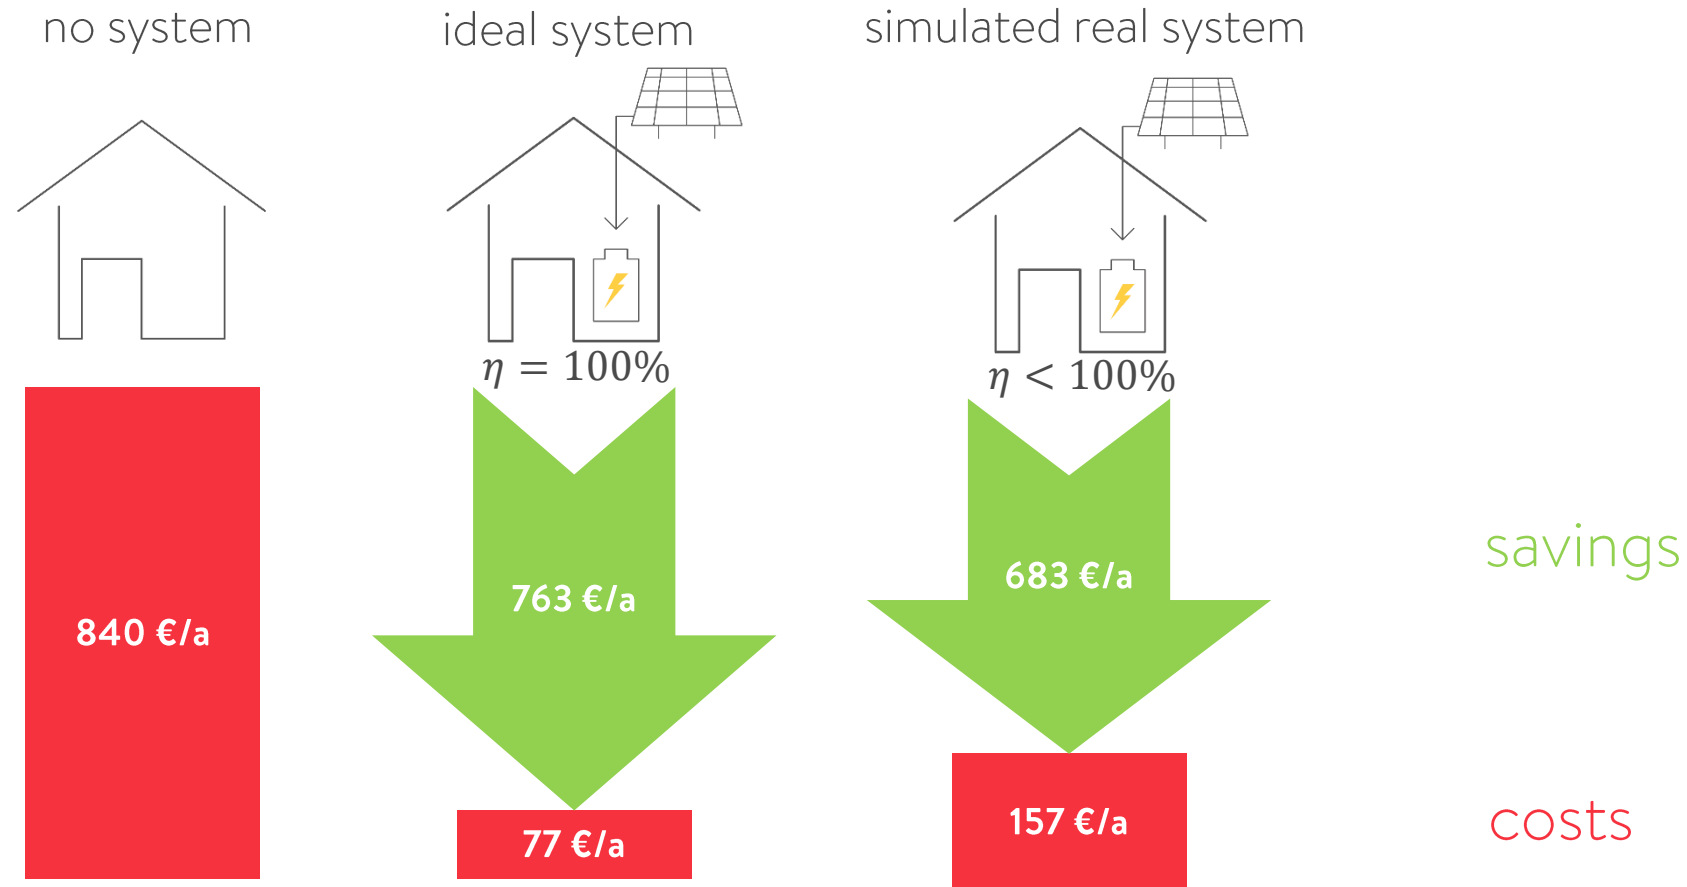 no system
ideal system
simulated real system
η = 100%
η < 100%
840 €/a
763 €/a
683 €/a
savings
77 €/a
157 €/a
costs